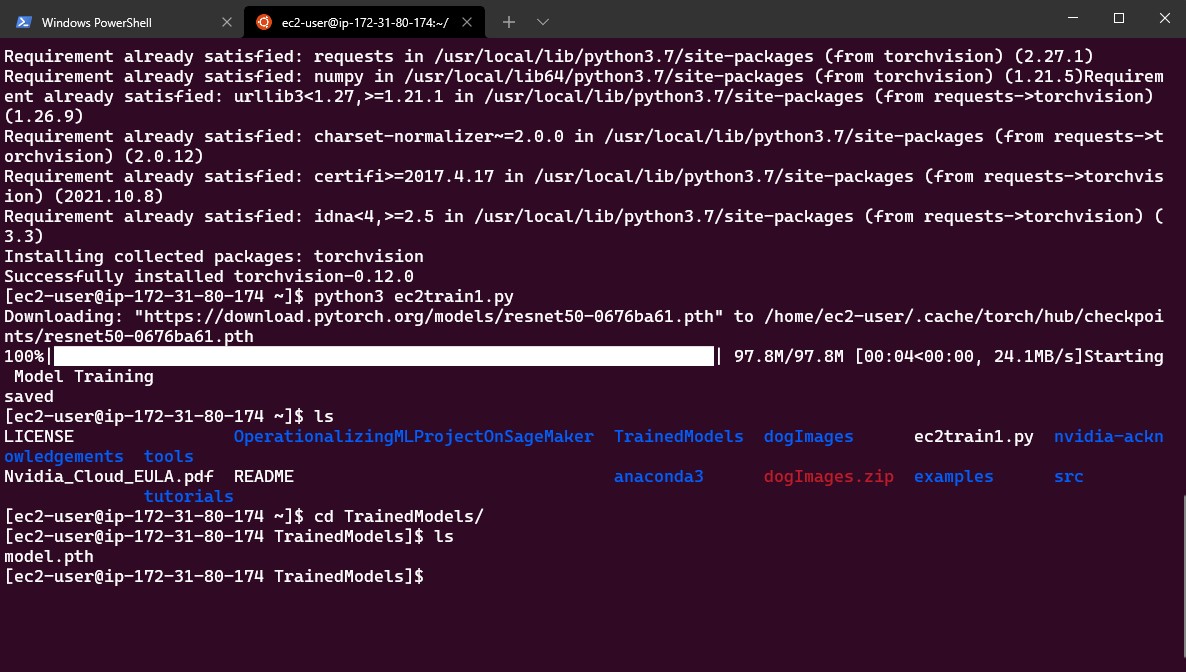 Windows PowerShell
ec2-user@ip-172-31-80-174:~/
Requirement already satisfied: requests in /usr/local/lib/python3.7/site-packages (from torchvision) (2.27.1)
Requirement already satisfied: numpy in /usr/local/lib64/python3.7/site-packages (from torchvision) (1.21.5)Requirem
ent already satisfied: urllib3<1.27,>=1.21.1 in /usr/local/lib/python3.7/site-packages (from requests->torchvision)
(1.26.9)
Requirement already satisfied: charset-normalizer~=2.0.0 in /usr/local/lib/python3.7/site-packages (from requests->t
orchvision) (2.0.12)
Requirement already satisfied: certifi>=2017.4.17 in /usr/local/lib/python3.7/site-packages (from requests->torchvis
ion) (2021.10.8)
Requirement already satisfied: idna<4,>=2.5 in /usr/local/lib/python3.7/site-packages (from requests->torchvision) (
3.3)
Installing collected packages: torchvision
Successfully installed torchvision-0.12.0
[ec2-user@ip-172-31-80-174 ~]$ python3 ec2train1.py
Downloading: "https://download.pytorch.org/models/resnet50-0676ba61.pth" to /home/ec2-user/.cache/torch/hub/checkpoi
nts/resnet50-0676ba61.pth
100%| | 97.8M/97.8M [00:04<00:00, 24.1MB/s]Starting
 Model Training
saved
[ec2-user@ip-172-31-80-174 ~]$ ls
LICENSE OperationalizingMLProjectOnSageMaker TrainedModels dogImages ec2train1.py nvidia-ackn
owledgements tools
Nvidia_Cloud_EULA.pdf README anaconda3 dogImages.zip examples src
tutorials
[ec2-user@ip-172-31-80-174 ~]$ cd TrainedModels/
[ec2-user@ip-172-31-80-174 TrainedModels]$ ls
model.pth
[ec2-user@ip-172-31-80-174 TrainedModels]$